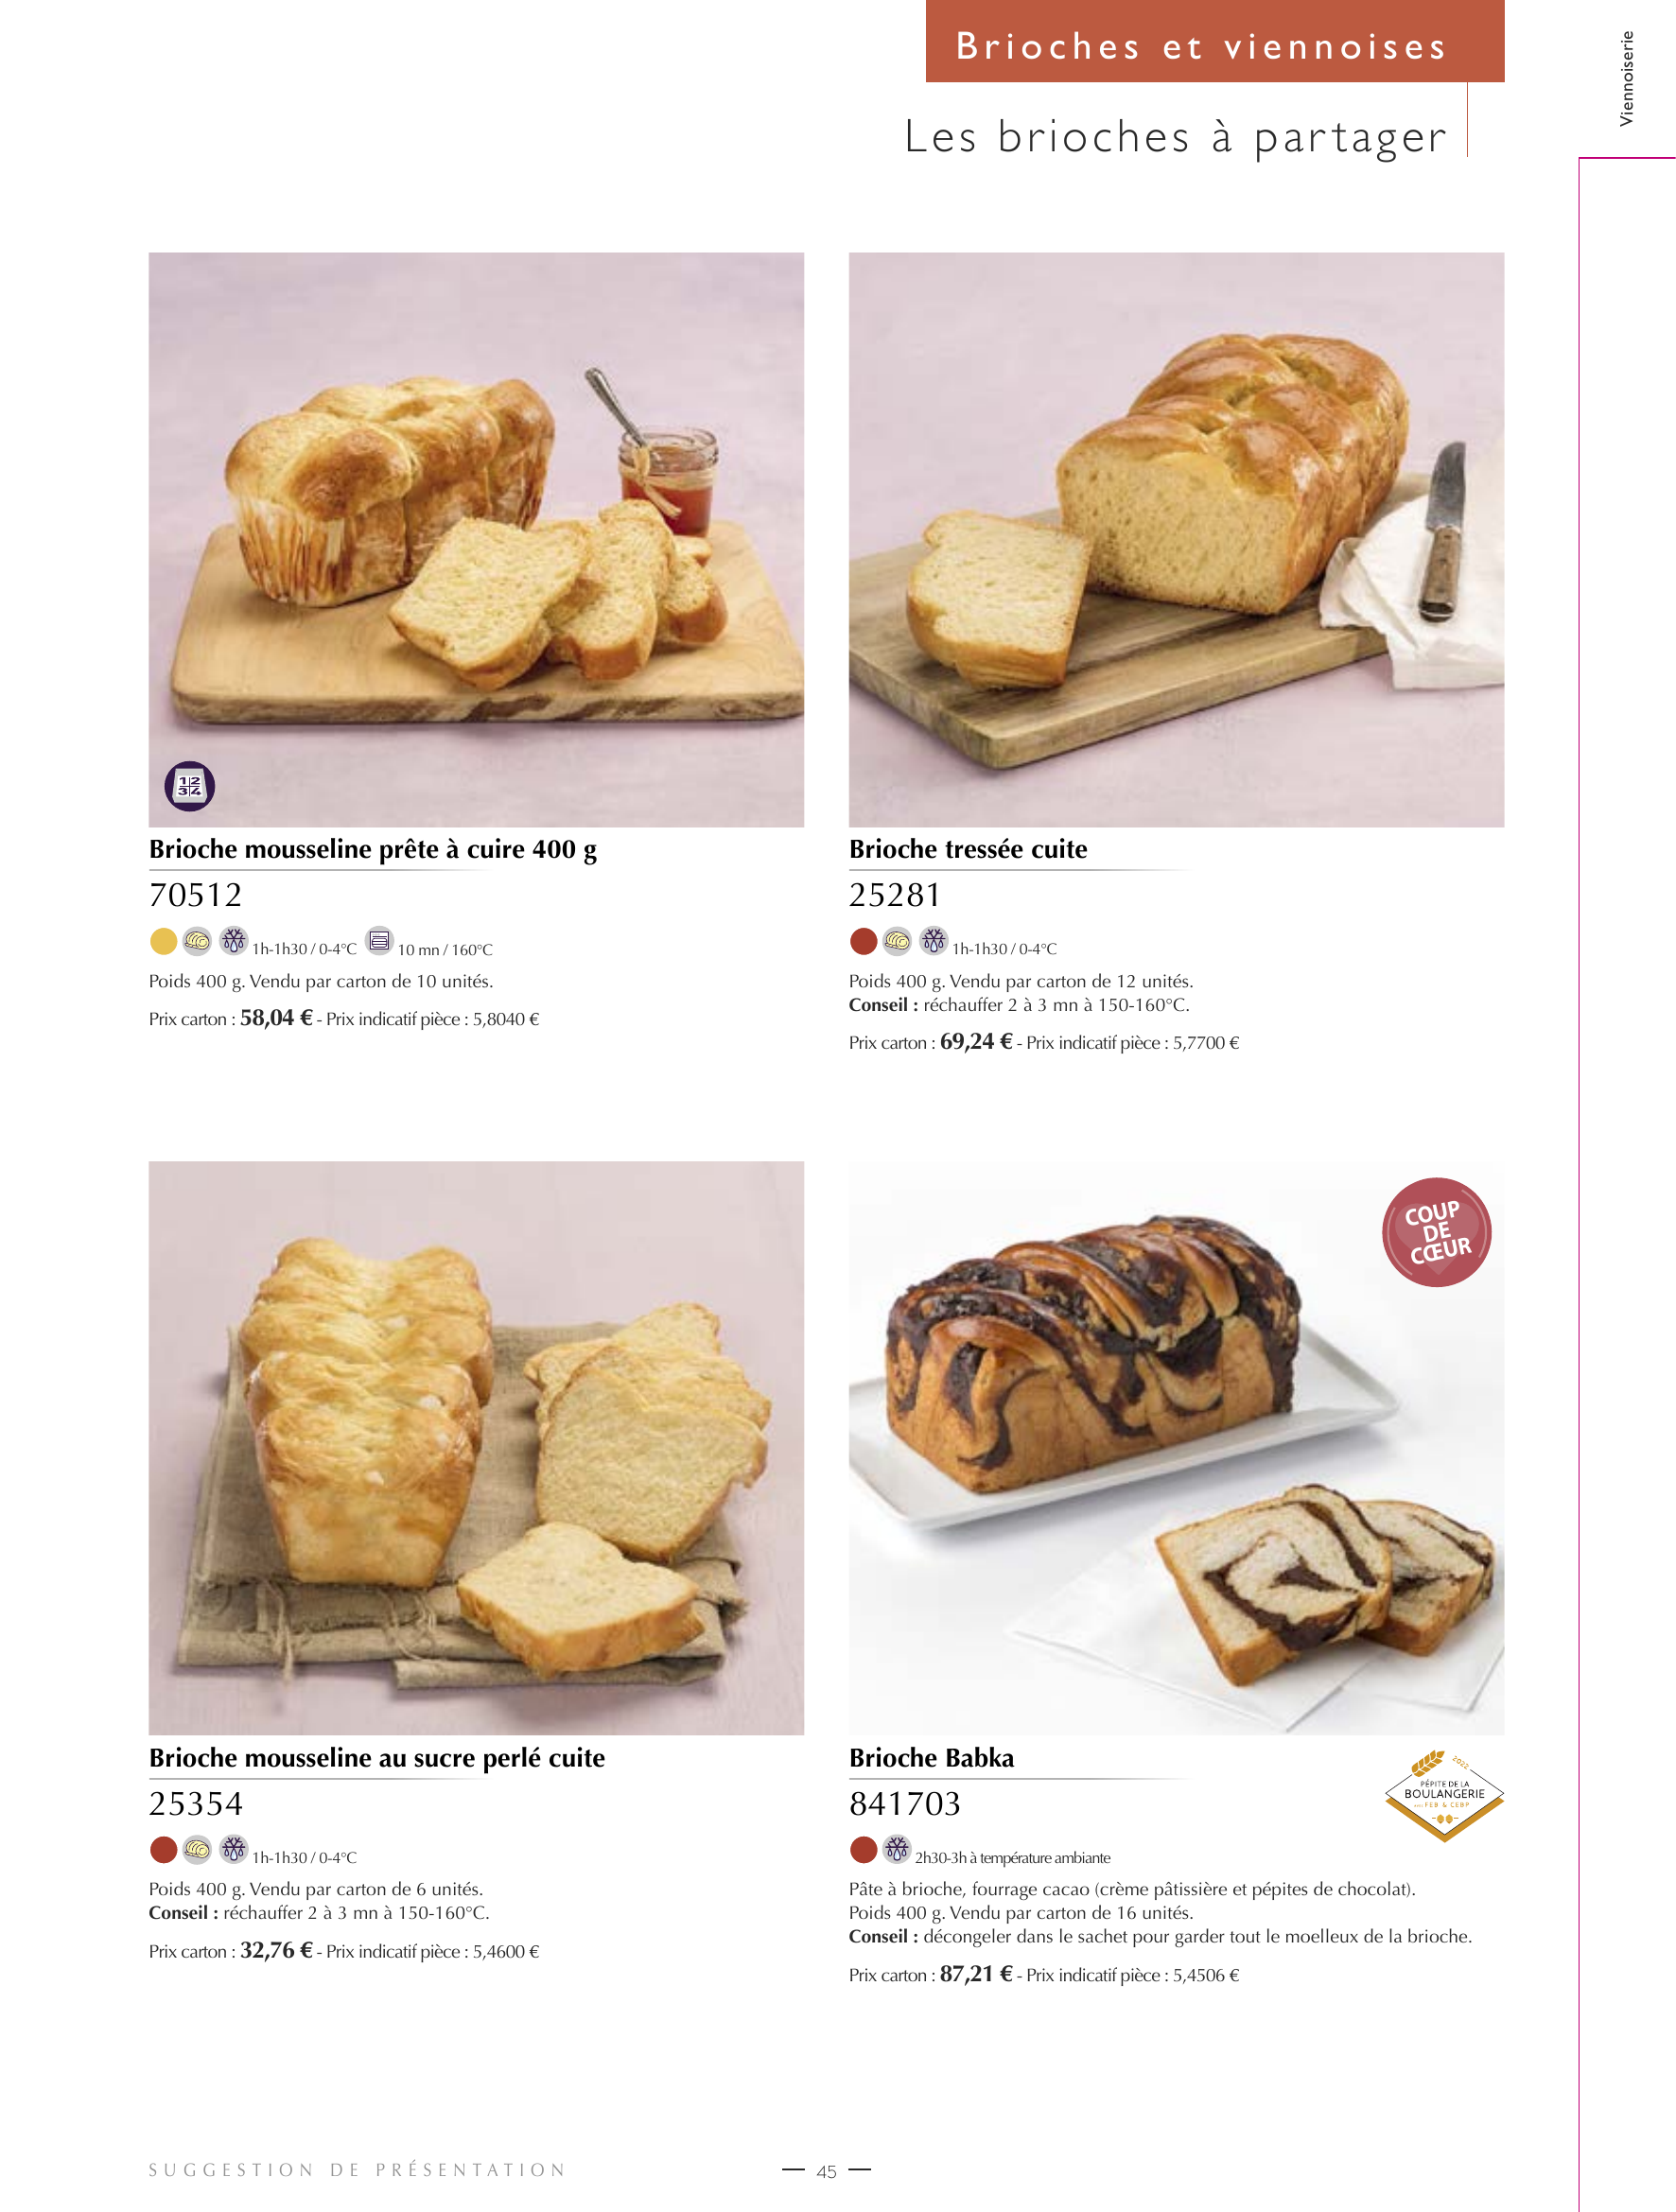 Brioches et viennoises
Viennoiserie
Les brioches à partager
1 2
3 4
Brioche mousseline prête à cuire 400 g
70512
1h-1h30 / 0-4°C 10 mn / 160°C
Poids 400 g. Vendu par carton de 10 unités.
Prix carton : 58,04 € - Prix indicatif pièce : 5,8040 €
Brioche tressée cuite
25281
1h-1h30 / 0-4°C
Poids 400 g. Vendu par carton de 12 unités.
Conseil : réchauffer 2 à 3 mn à 150-160°C.
Prix carton : 69,24 € - Prix indicatif pièce : 5,7700 €
Brioche mousseline au sucre perlé cuite
25354
1h-1h30 / 0-4°C
Poids 400 g. Vendu par carton de 6 unités.
Conseil : réchauffer 2 à 3 mn à 150-160°C.
Prix carton : 32,76 € - Prix indicatif pièce : 5,4600 €
COUP
DE
CŒUR
Brioche Babka
2022
PÉPITE DE LA
BOULANGERIE
FEB & CEBP
841703
2h30-3h à température ambiante
Pâte à brioche, fourrage cacao (crème pâtissière et pépites de chocolat).
Poids 400 g. Vendu par carton de 16 unités.
Conseil : décongeler dans le sachet pour garder tout le moelleux de la brioche.
Prix carton : 87,21 € - Prix indicatif pièce : 5,4506 €
SUGGESTION DE PRÉSENTATION
45